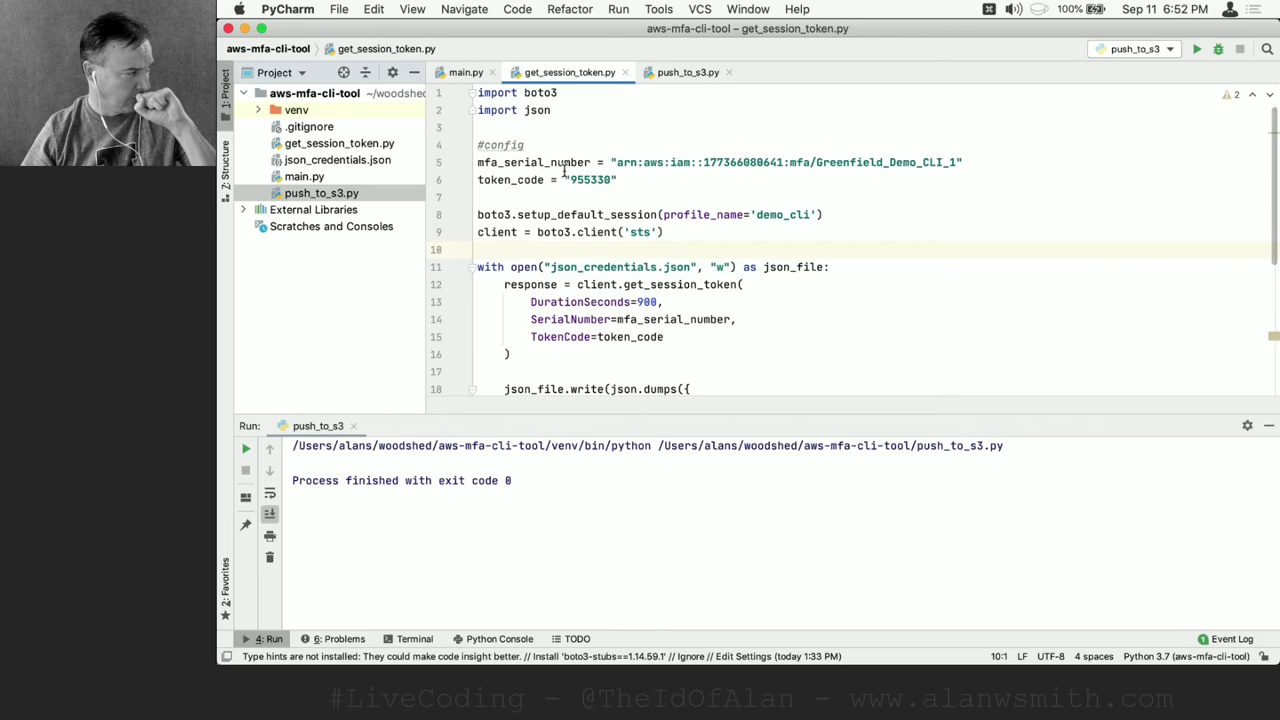 PyCharm File Edit View Navigate Code Refactor Run Tools VCS Window Help 100% Sep 11 6:52 PM
aws-mfa-cli-tool – get_session_token.py
aws-mfa-cli-tool get_session_token.py push_to_s3
Project
main.py get_session_token.py push_to_s3.py
1: Project
Z: Structure
2: Favorites
aws-mfa-cli-tool ~/woodshed
venv
.gitignore
get_session_token.py
json_credentials.json
main.py
push_to_s3.py
External Libraries
Scratches and Consoles
2
1 import boto3
2 import json
3
4 #config
5 mfa_serial_number = "arn:aws:iam::177366080641:mfa/Greenfield_Demo_CLI_1"
6 token_code = "955330"
7
8 boto3.setup_default_session(profile_name='demo_cli')
9 client = boto3.client('sts')
10
11 with open("json_credentials.json", "w") as json_file:
12 response = client.get_session_token(
13 DurationSeconds=900,
14 SerialNumber=mfa_serial_number,
15 TokenCode=token_code
16 )
17
18 json_file.write(json.dumps({
Run: push_to_s3
/Users/alans/woodshed/aws-mfa-cli-tool/venv/bin/python /Users/alans/woodshed/aws-mfa-cli-tool/push_to_s3.py
Process finished with exit code 0
4: Run 6: Problems Terminal Python Console TODO 1 Event Log
Type hints are not installed: They could make code insight better. // Install 'boto3-stubs==1.14.59.1' // Ignore // Edit Settings (today 1:33 PM) 10:1 LF UTF-8 4 spaces Python 3.7 (aws-mfa-cli-tool)
#LiveCoding - @TheIdOfAlan - www.alanwsmith.com